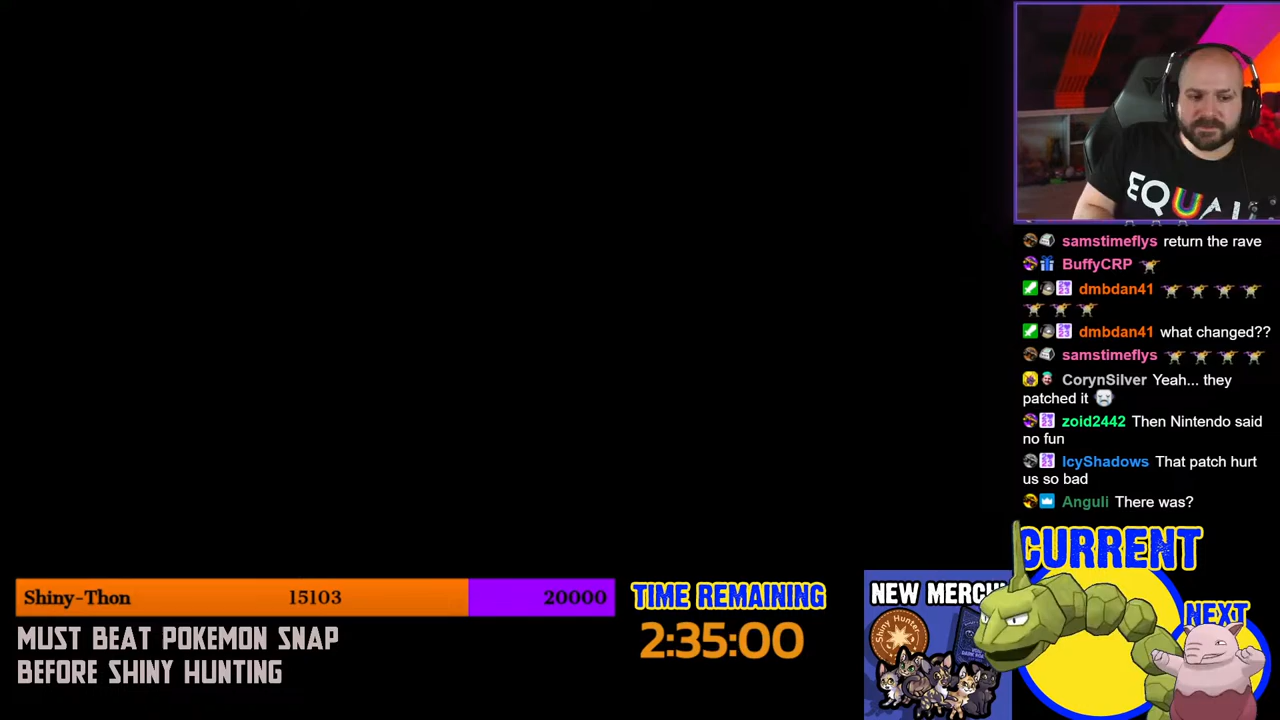 EQUAL
samstimeflys return the rave
BuffyCRP
dmbdan41
dmbdan41 what changed??
samstimeflys
CorynSilver Yeah... they
patched it
zoid2442 Then Nintendo said
no fun
IcyShadows That patch hurt
us so bad
Anguli There was?
CURRENT
NEXT
Shiny-Thon 15103 20000
MUST BEAT POKEMON SNAP
BEFORE SHINY HUNTING
TIME REMAINING
2:35:00
NEW MERCH
Shiny Hunter